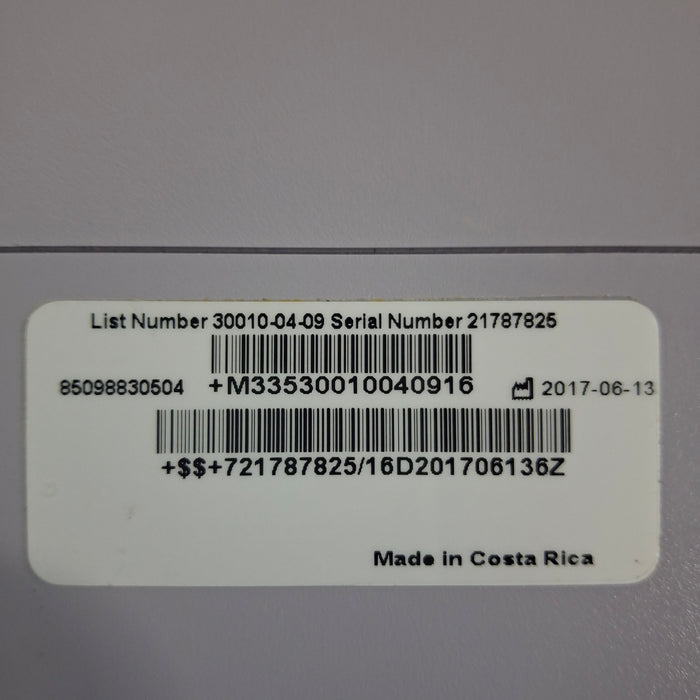 List Number 30010-04-09 Serial Number 21787825
85098830504 +M33530010040916 2017-06-13
+$$+721787825/16D201706136Z
Made in Costa Rica